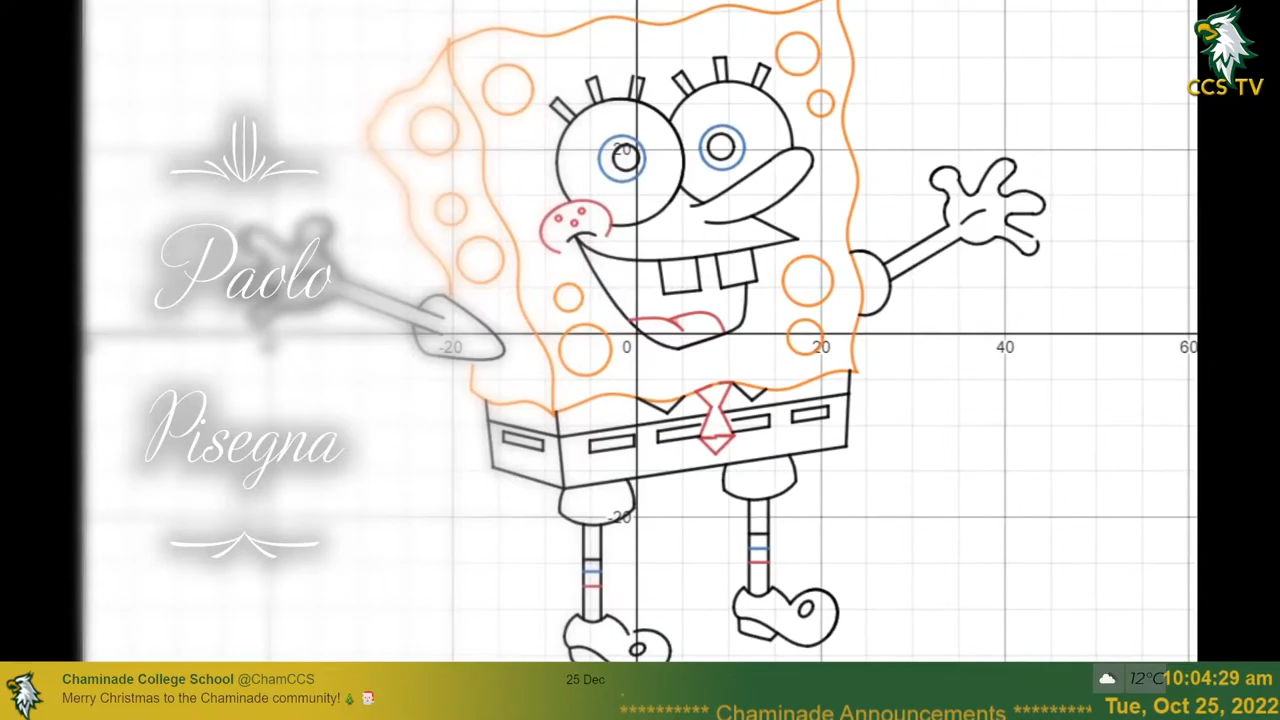 CCS TV
Paolo
Pisegna
20
-20
0
20
40
60
-20
Chaminade College School @ChamCCS
25 Dec
Merry Christmas to the Chaminade community!🎄🎅
12°C
10:04:29 am
********** Chaminade Announcements **********
Tue, Oct 25, 2022